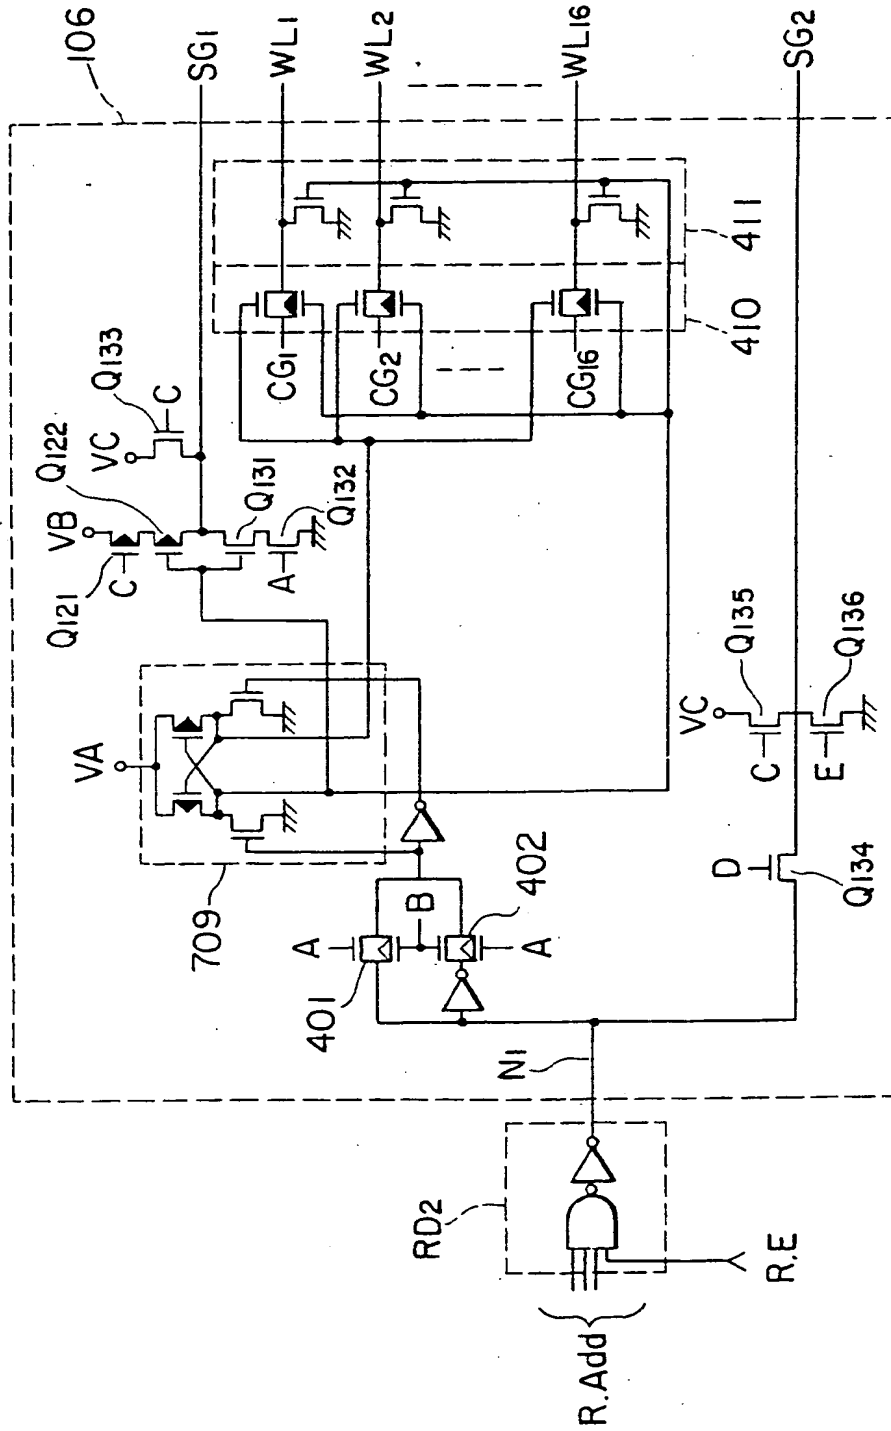 106
SG1
WL1
WL2
WL16
SG2
VC
Q133
C
VB
Q122
Q121
C
Q131
Q132
A
CG1
CG2
CG16
411
410
VA
709
A
401
B
402
A
VC
Q135
C
E
Q136
D
Q134
N1
RD2
R.E
R.Add